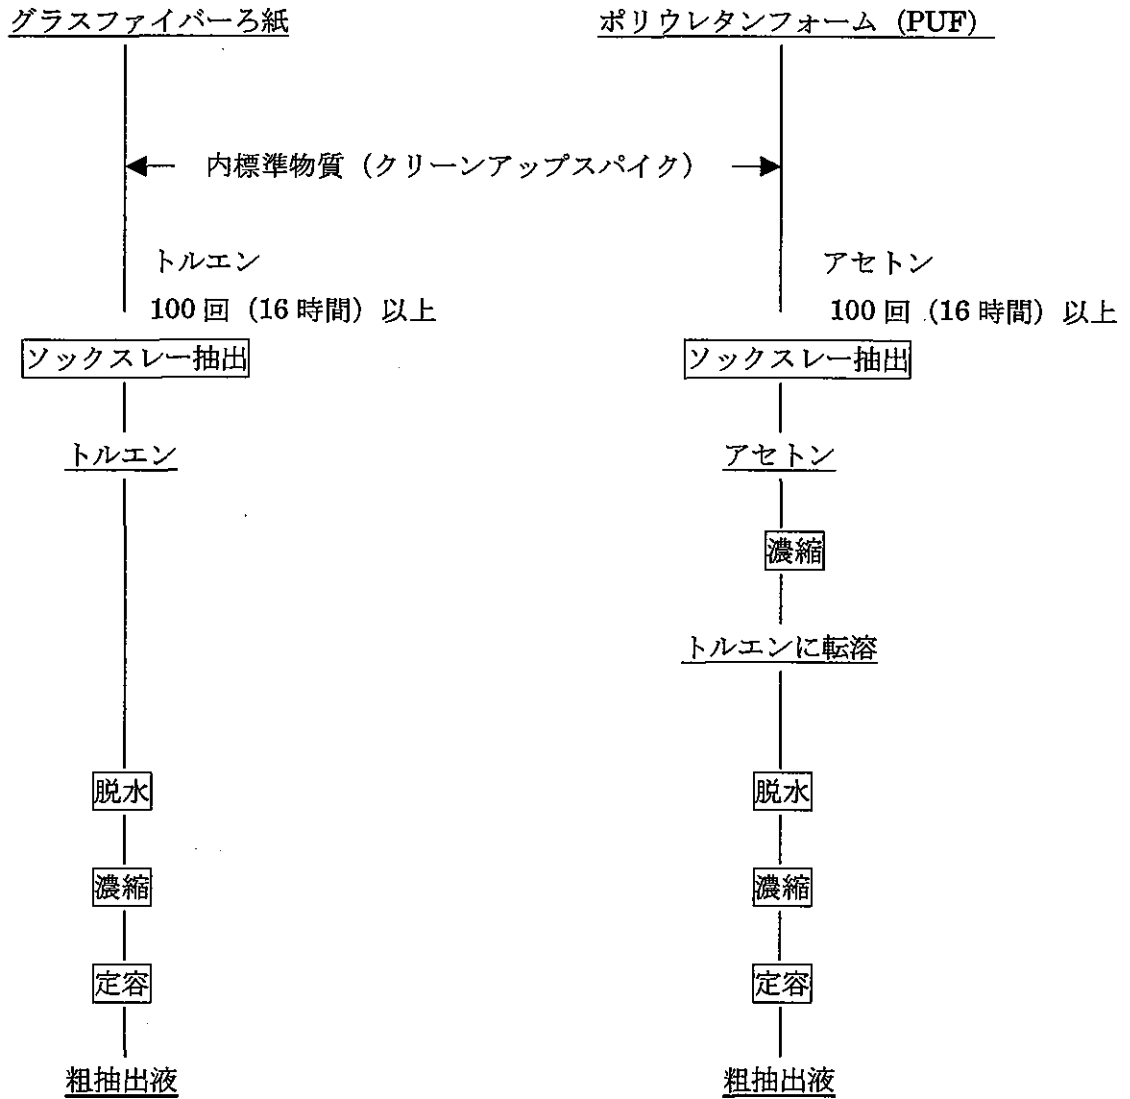 グラスファイバーろ紙
ポリウレタンフォーム (PUF)
内標準物質（クリーンアップスパイク）
トルエン
100 回（16 時間）以上
ソックスレー抽出
トルエン
アセトン
100 回（16 時間）以上
ソックスレー抽出
アセトン
濃縮
トルエンに転溶
脱水
濃縮
定容
粗抽出液
脱水
濃縮
定容
粗抽出液